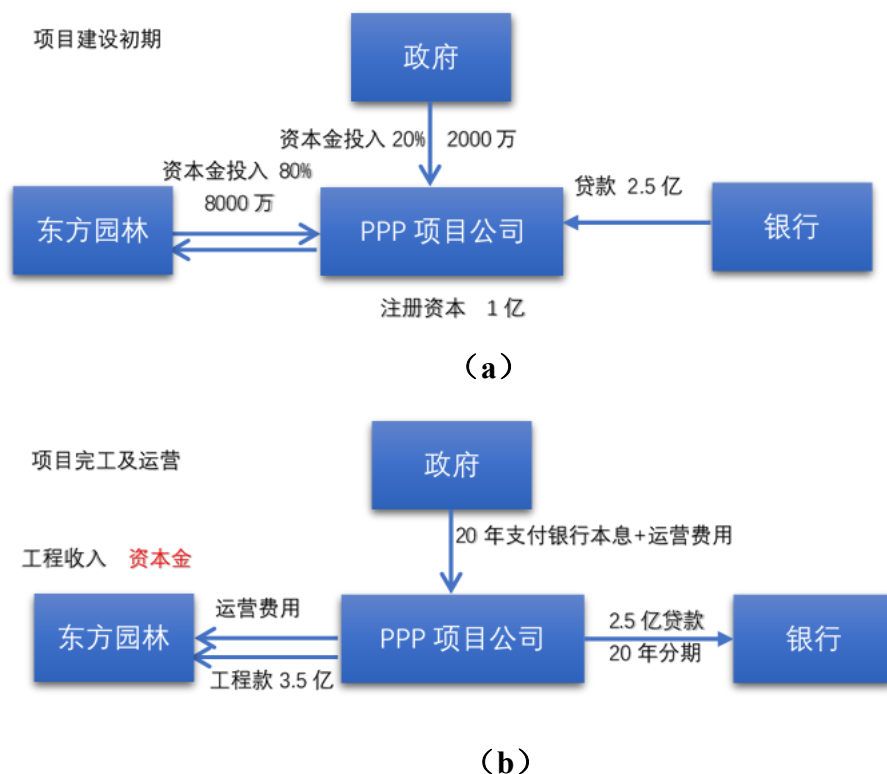 项目建设初期
政府
资本金投入 20% 2000 万
资本金投入 80%
8000 万
贷款 2.5 亿
东方园林
PPP 项目公司
银行
注册资本 1 亿
（a）
项目完工及运营
政府
20 年支付银行本息+运营费用
工程收入 资本金
运营费用
东方园林
PPP 项目公司
2.5 亿贷款
20 年分期
银行
工程款 3.5 亿
（b）